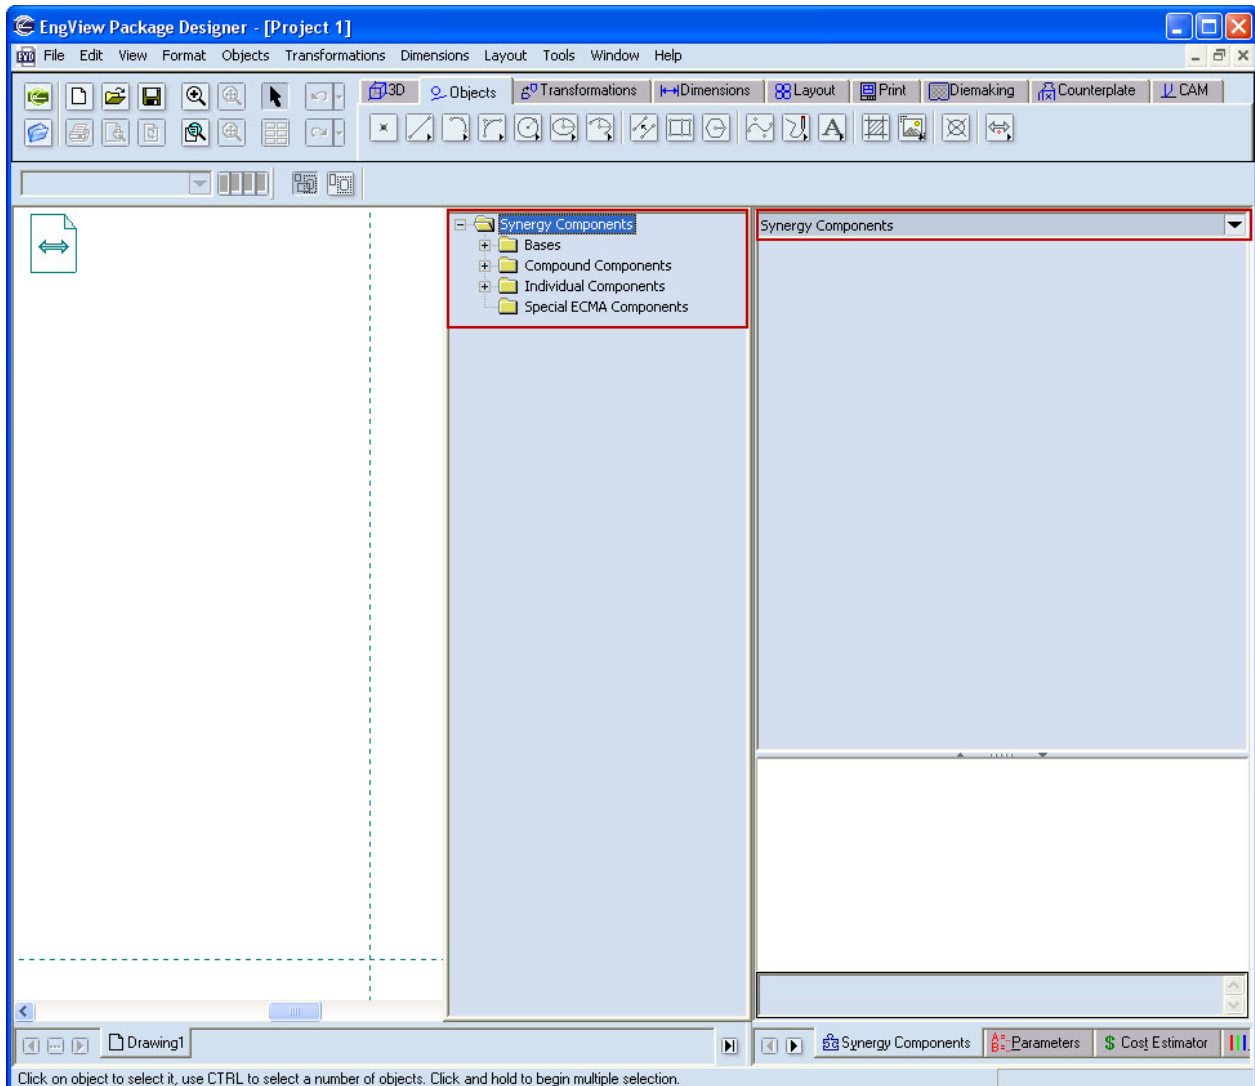 EngView Package Designer - [Project 1]
File Edit View Format Objects Transformations Dimensions Layout Tools Window Help
3D Objects Transformations Dimensions Layout Print Diemaking Counterplate CAM
A
Synergy Components
Bases
Compound Components
Individual Components
Special ECMA Components
Synergy Components
Drawing1
Synergy Components Parameters $ Cost Estimator
Click on object to select it, use CTRL to select a number of objects. Click and hold to begin multiple selection.